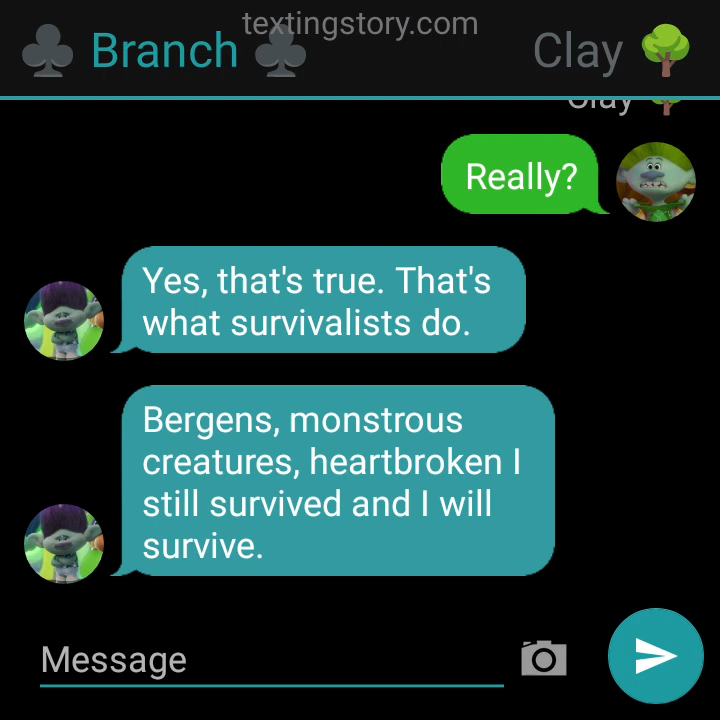 textingstory.com
♣ Branch ♣ Clay 🌳
Clay
Really?
Yes, that's true. That's
what survivalists do.
Bergens, monstrous
creatures, heartbroken I
still survived and I will
survive.
Message